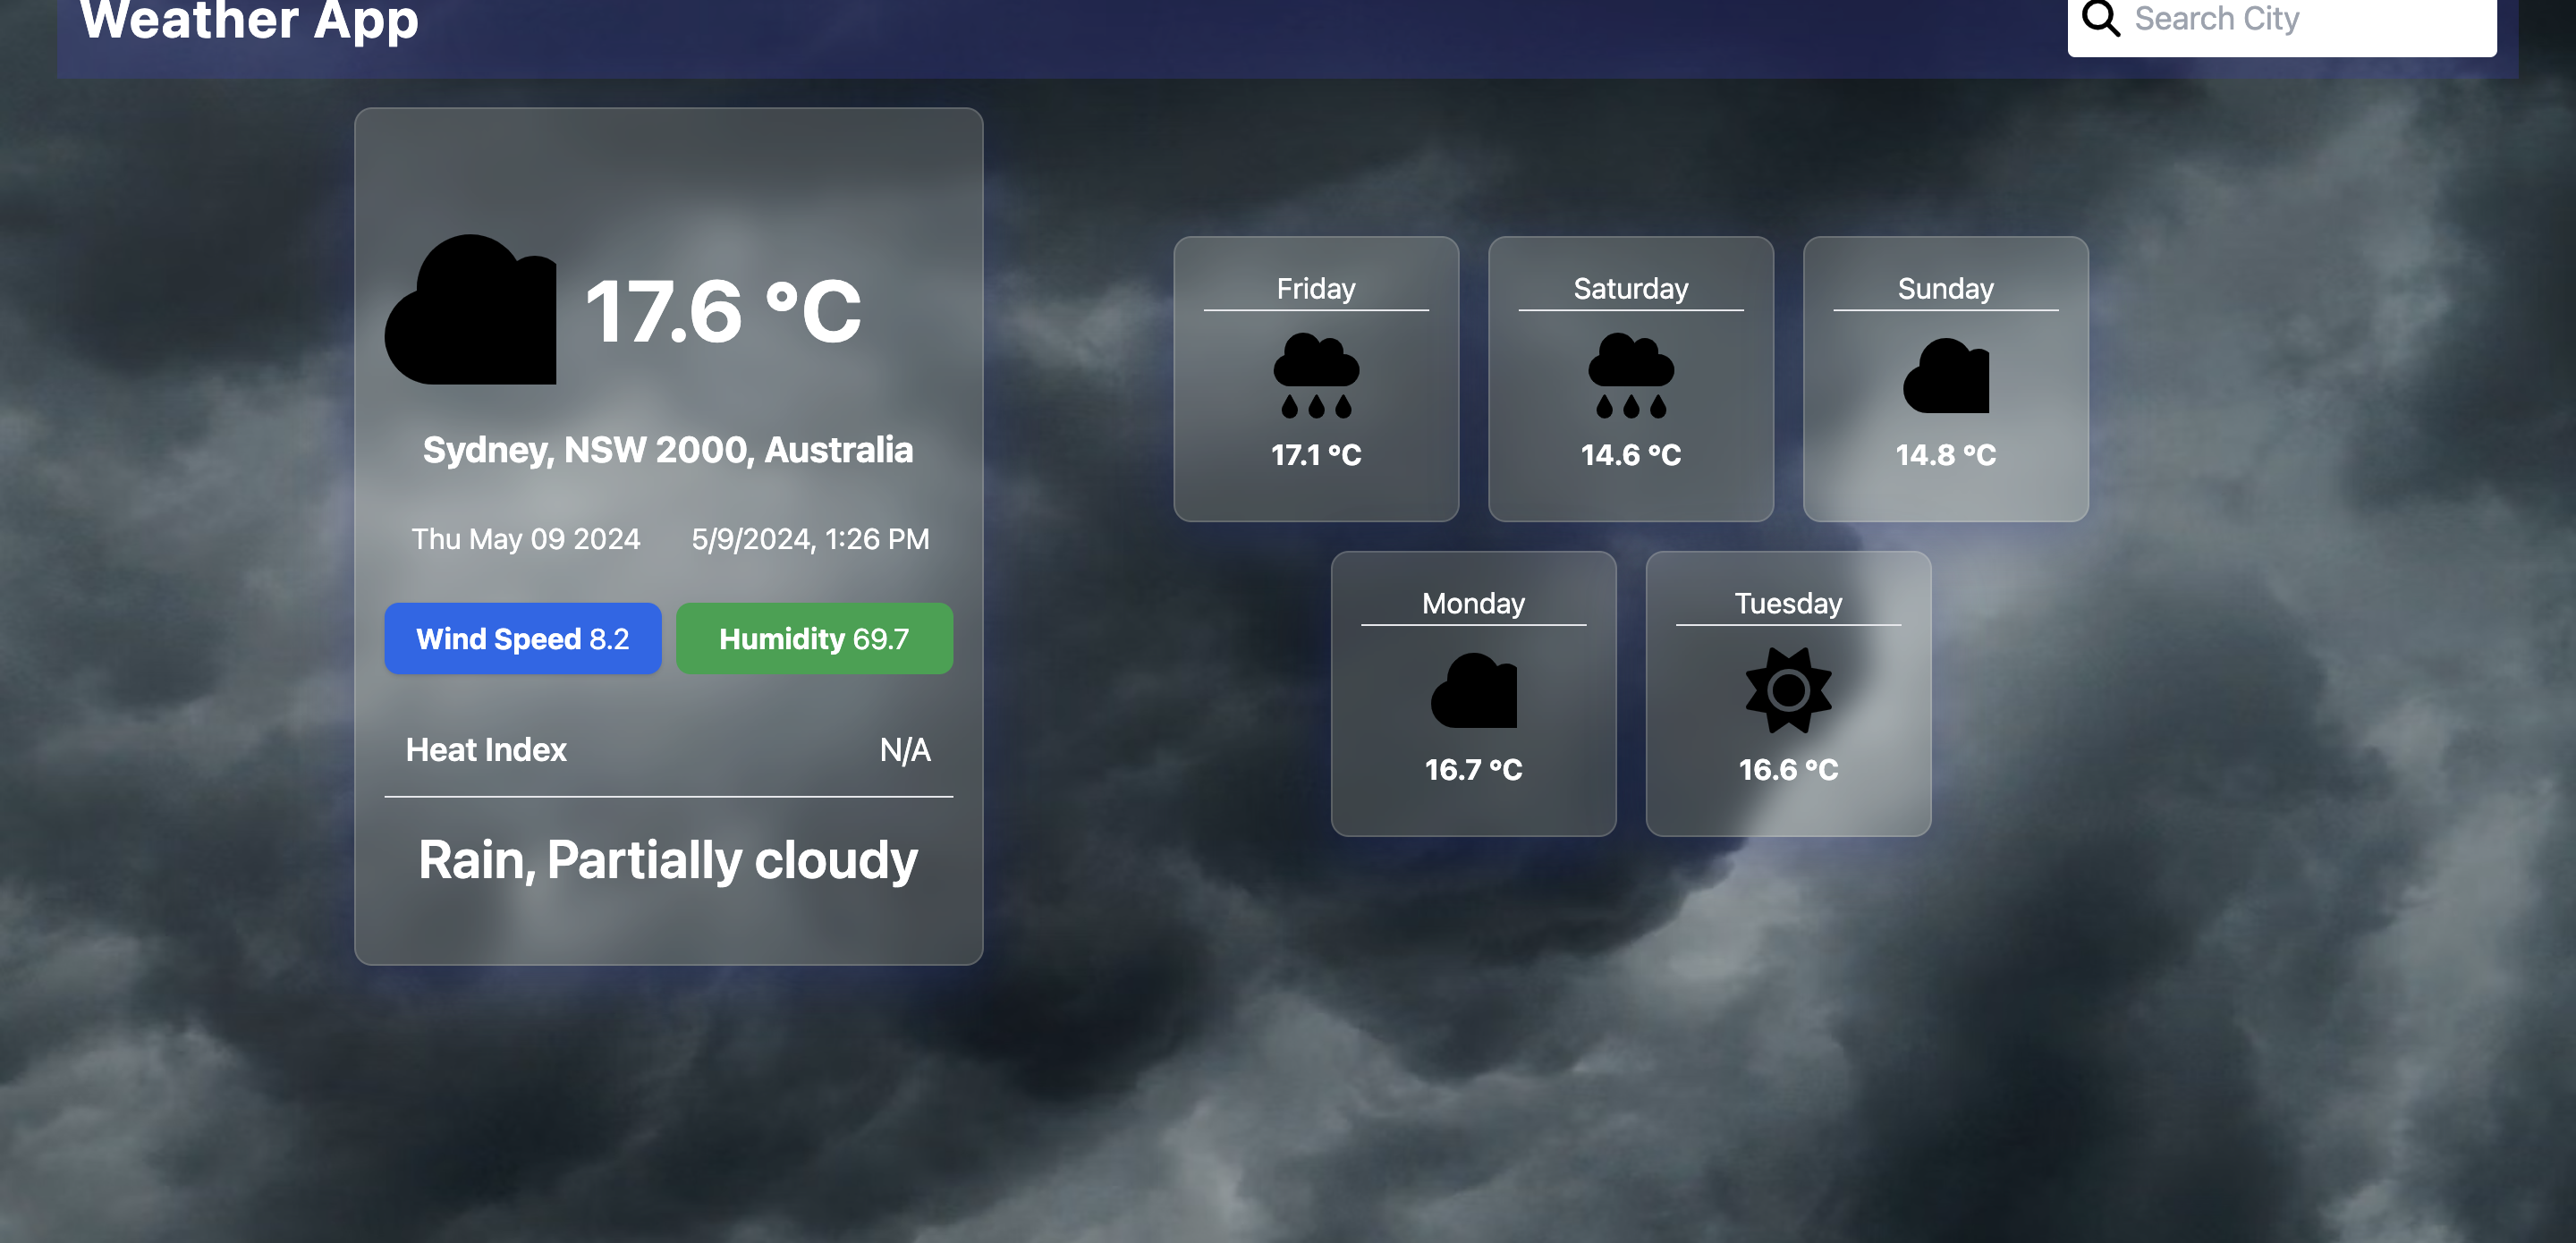 Weather App
Search City
17.6 °C
Sydney, NSW 2000, Australia
Thu May 09 2024 5/9/2024, 1:26 PM
Wind Speed 8.2 Humidity 69.7
Heat Index N/A
Rain, Partially cloudy
Friday
17.1 °C
Saturday
14.6 °C
Sunday
14.8 °C
Monday
16.7 °C
Tuesday
16.6 °C